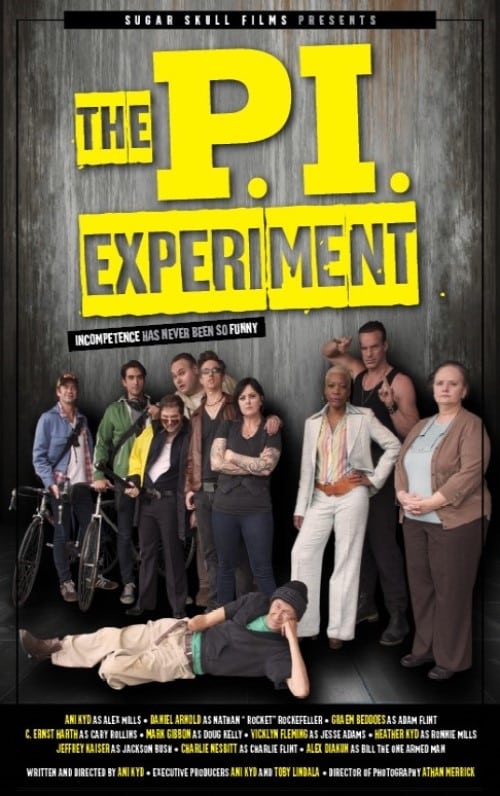 SUGAR SKULL FILMS PRESENTS
THE P.I.
EXPERIMENT
INCOMPETENCE HAS NEVER BEEN SO FUNNY
ANI KYD AS ALEX MILLS • DANIEL ARNOLD AS NATHAN "ROCKET" ROCKEFELLER • GRAEM BEDDOES AS ADAM FLINT
C. ERNST HARTH AS CARY ROLLINS • MARK GIBBON AS DOUG KELLY • VICKLYN FLEMING AS JESSE ADAMS • HEATHER KYD AS RONNIE MILLS
JEFFREY KAISER AS JACKSON BUSH • CHARLIE NESBITT AS CHARLIE FLINT • ALEX DIAKUN AS BILL THE ONE ARMED MAN
WRITTEN AND DIRECTED BY ANI KYD • EXECUTIVE PRODUCERS ANI KYD AND TOBY LINDALA • DIRECTOR OF PHOTOGRAPHY ATHAN MERRICK